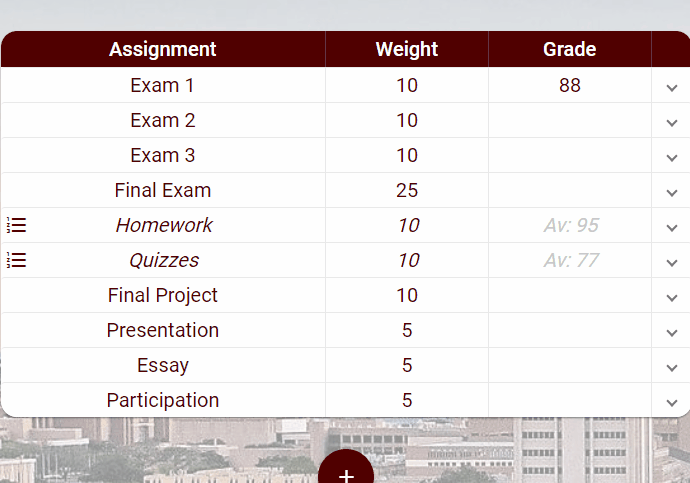 Assignment Weight Grade
Exam 1 10 88
Exam 2 10
Exam 3 10
Final Exam 25
Homework 10 Av: 95
Quizzes 10 Av: 77
Final Project 10
Presentation 5
Essay 5
Participation 5
+